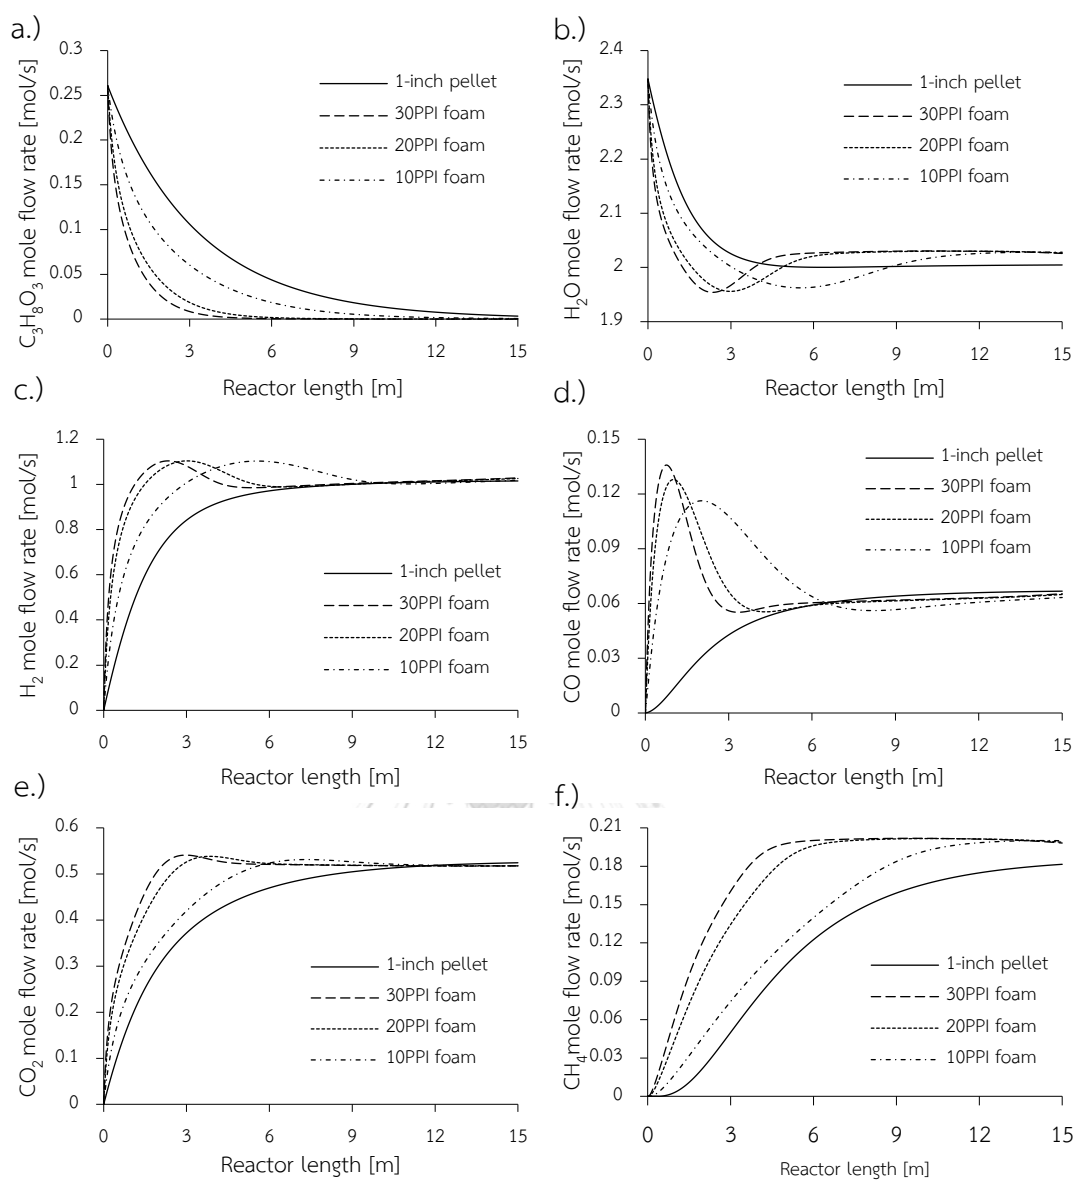 a.)
C₃H₈O₃ mole flow rate [mol/s]
0.3
0.25
0.2
0.15
0.1
0.05
0
1-inch pellet
30PPI foam
20PPI foam
10PPI foam
0 3 6 9 12 15
Reactor length [m]
b.)
H₂O mole flow rate [mol/s]
2.4
2.3
2.2
2.1
2
1.9
1-inch pellet
30PPI foam
20PPI foam
10PPI foam
0 3 6 9 12 15
Reactor length [m]
c.)
H₂ mole flow rate [mol/s]
1.2
1
0.8
0.6
0.4
0.2
0
1-inch pellet
30PPI foam
20PPI foam
10PPI foam
0 3 6 9 12 15
Reactor length [m]
d.)
CO mole flow rate [mol/s]
0.15
0.12
0.09
0.06
0.03
0
1-inch pellet
30PPI foam
20PPI foam
10PPI foam
0 3 6 9 12 15
Reactor length [m]
e.)
CO₂ mole flow rate [mol/s]
0.6
0.5
0.4
0.3
0.2
0.1
0
1-inch pellet
30PPI foam
20PPI foam
10PPI foam
0 3 6 9 12 15
Reactor length [m]
f.)
CH₄ mole flow rate [mol/s]
0.21
0.18
0.15
0.12
0.09
0.06
0.03
0
1-inch pellet
30PPI foam
20PPI foam
10PPI foam
0 3 6 9 12 15
Reactor length [m]